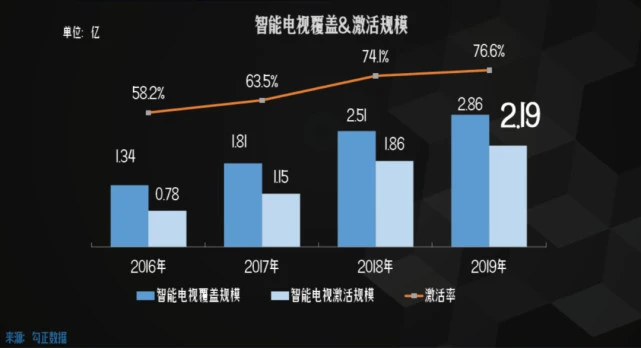 智能电视覆盖&激活规模
单位：亿
58.2%
63.5%
74.1%
76.6%
1.34
0.78
1.81
1.15
2.51
1.86
2.86
2.19
2016年
2017年
2018年
2019年
智能电视覆盖规模 智能电视激活规模 激活率
来源：勾正数据